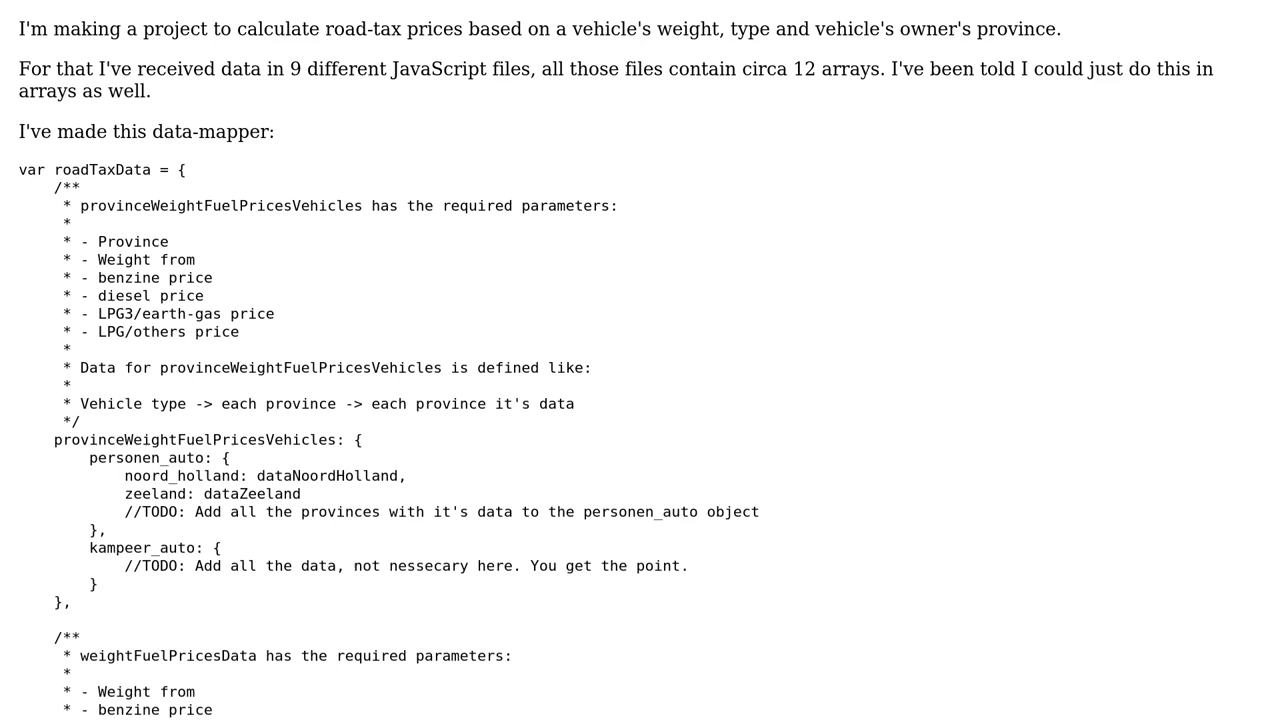 I'm making a project to calculate road-tax prices based on a vehicle's weight, type and vehicle's owner's province.
For that I've received data in 9 different JavaScript files, all those files contain circa 12 arrays. I've been told I could just do this in
arrays as well.
I've made this data-mapper:
var roadTaxData = {
    /**
     * provinceWeightFuelPricesVehicles has the required parameters:
     *
     * - Province
     * - Weight from
     * - benzine price
     * - diesel price
     * - LPG3/earth-gas price
     * - LPG/others price
     *
     * Data for provinceWeightFuelPricesVehicles is defined like:
     *
     * Vehicle type -> each province -> each province it's data
     */
    provinceWeightFuelPricesVehicles: {
        personen_auto: {
            noord_holland: dataNoordHolland,
            zeeland: dataZeeland
            //TODO: Add all the provinces with it's data to the personen_auto object
        },
        kampeer_auto: {
            //TODO: Add all the data, not nessecary here. You get the point.
        }
    },
    /**
     * weightFuelPricesData has the required parameters:
     *
     * - Weight from
     * - benzine price